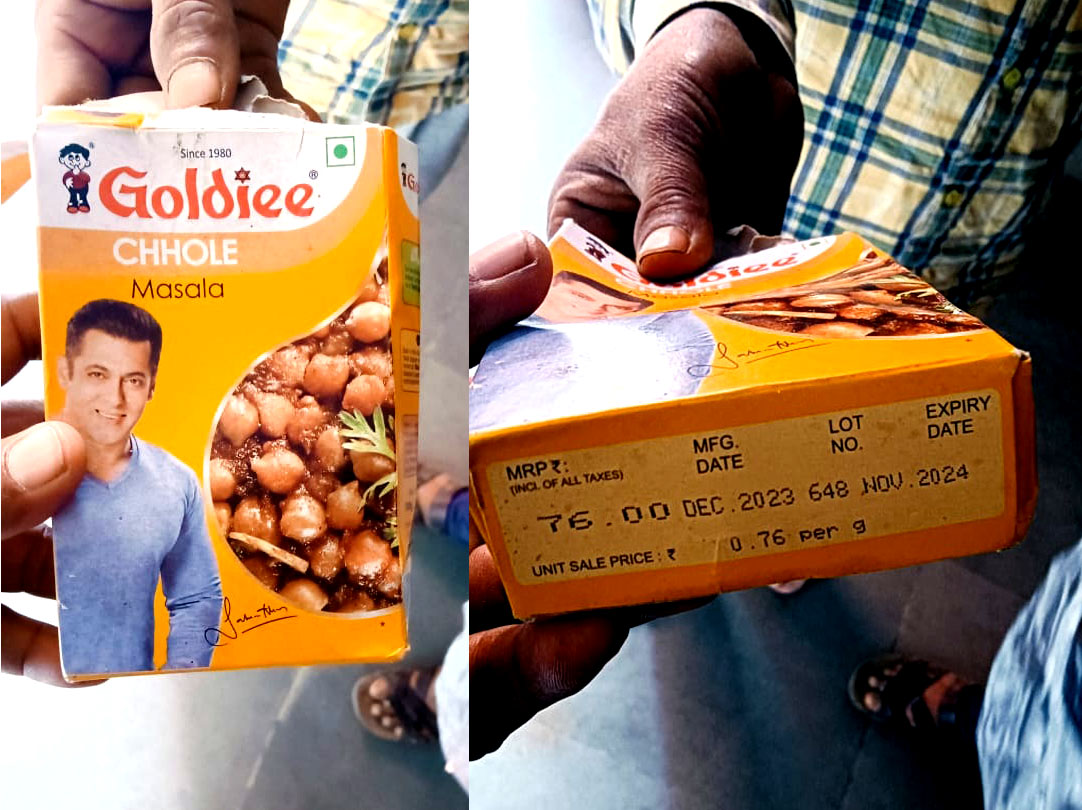 Since 1980
Goldiee®
CHHOLE
Masala
Goldiee
MRP ₹:
(INCL OF ALL TAXES)
MFG.
DATE
LOT
NO.
EXPIRY
DATE
76.00 DEC.2023 648 NOV.2024
UNIT SALE PRICE : ₹ 0.76 per g